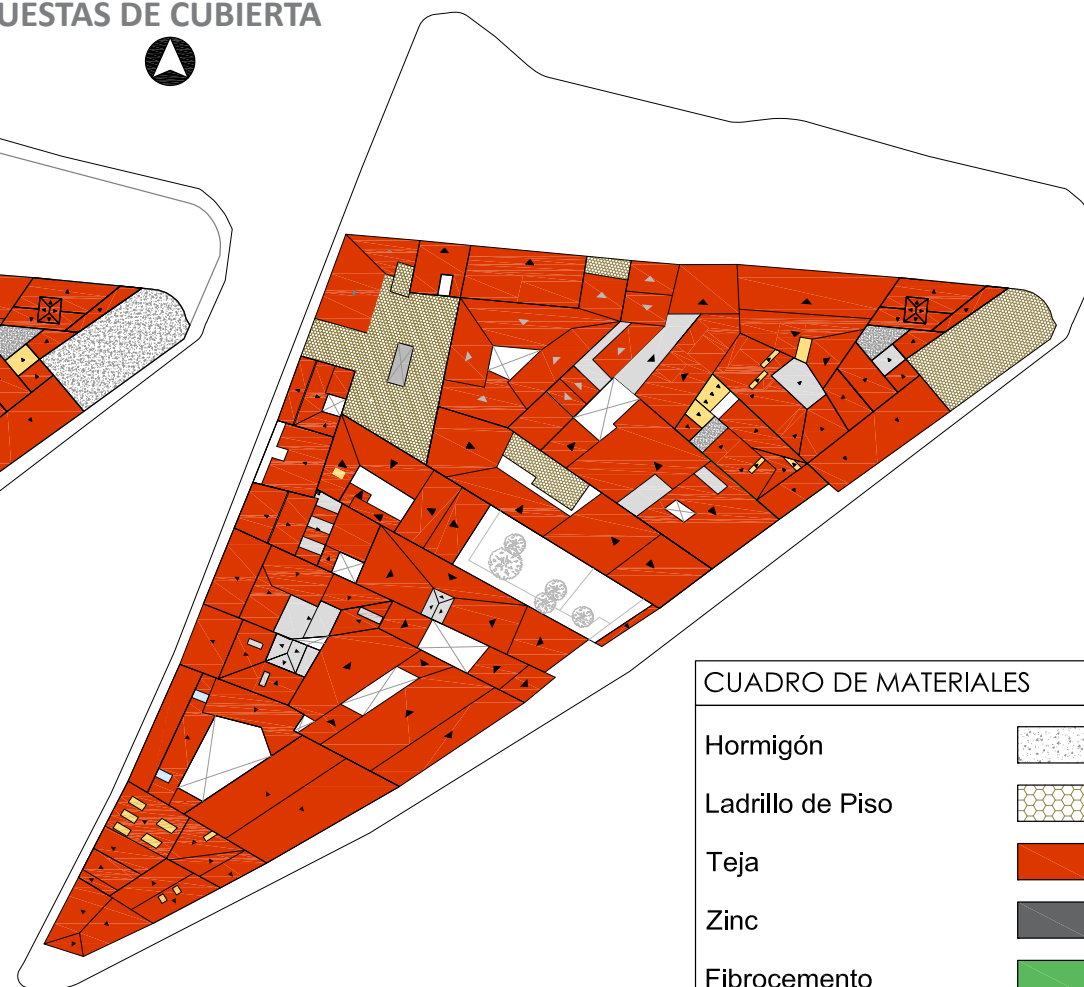 UESTAS DE CUBIERTA
CUADRO DE MATERIALES
Hormigón
Ladrillo de Piso
Teja
Zinc
Fibrocemento